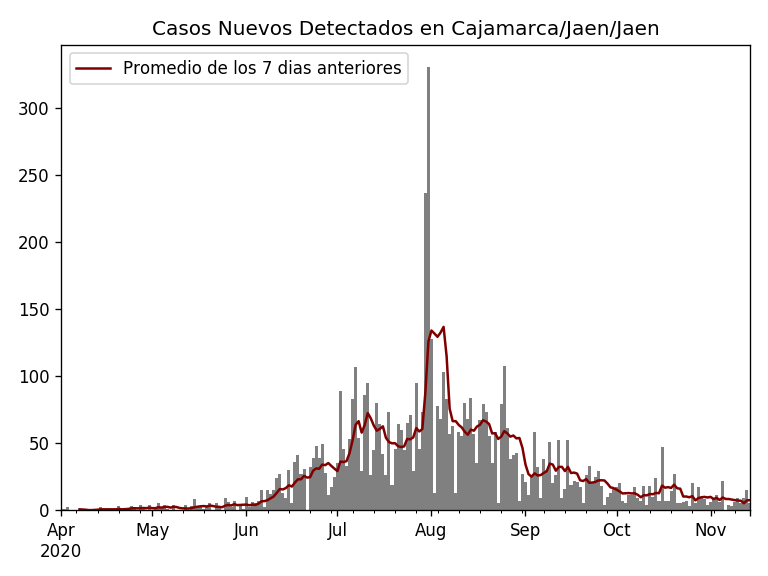 Casos Nuevos Detectados en Cajamarca/Jaen/Jaen
Promedio de los 7 dias anteriores
300
250
200
150
100
50
0
Apr May Jun Jul Aug Sep Oct Nov
2020